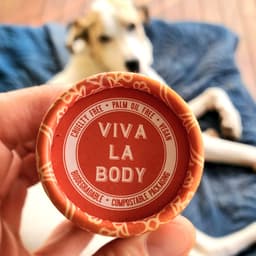 CRUELTY FREE • PALM OIL FREE • VEGAN
VIVA
LA
BODY
BIODEGRADABLE • COMPOSTABLE PACKAGING